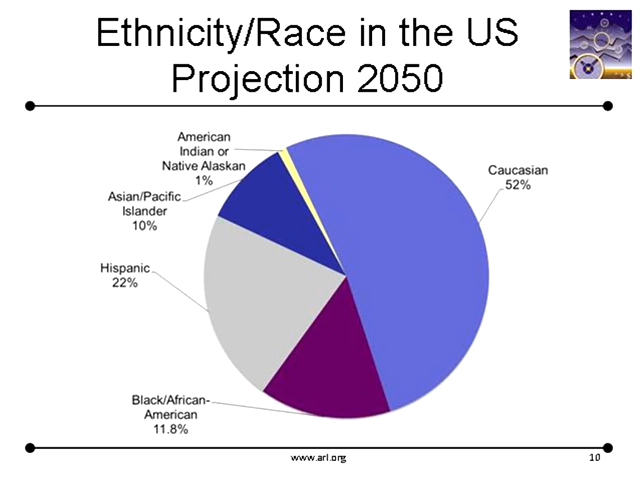 Ethnicity/Race in the US
Projection 2050
American
Indian or
Native Alaskan
1%
Asian/Pacific
Islander
10%
Hispanic
22%
Black/African-
American
11.8%
Caucasian
52%
www.arl.org
10